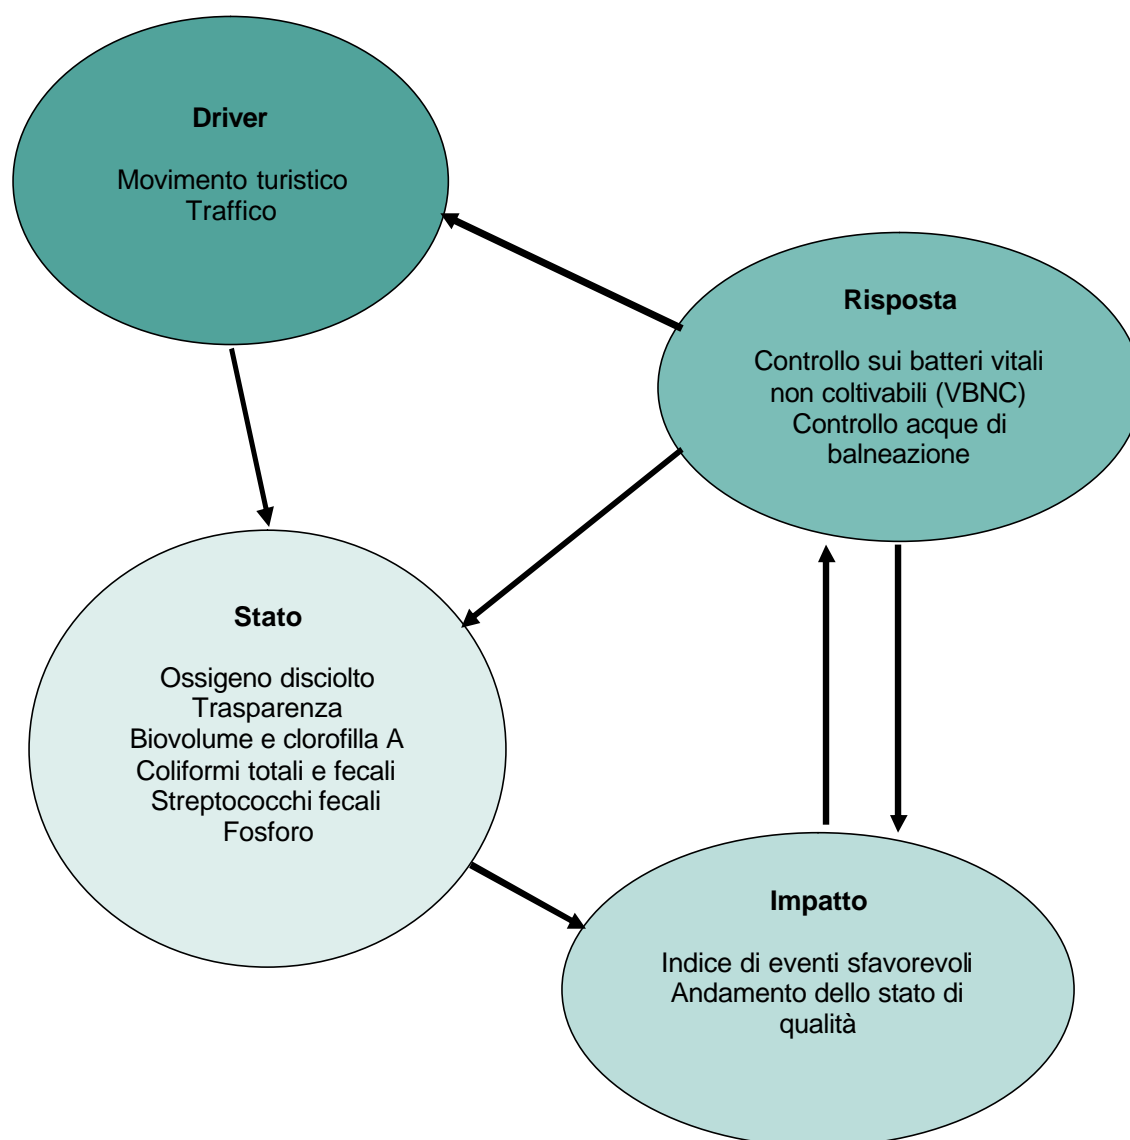 Driver
Movimento turistico
Traffico
Risposta
Controllo sui batteri vitali
non coltivabili (VBNC)
Controllo acque di
balneazione
Stato
Ossigeno disciolto
Trasparenza
Biovolume e clorofilla A
Coliformi totali e fecali
Streptococchi fecali
Fosforo
Impatto
Indice di eventi sfavorevoli
Andamento dello stato di
qualità